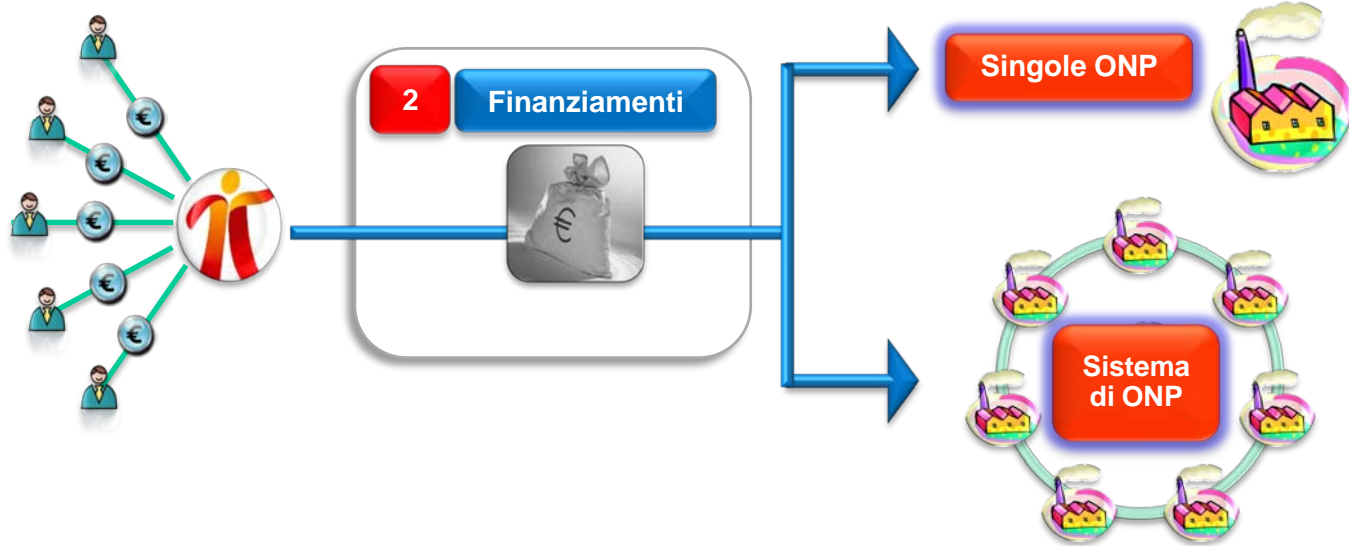 €
€
€
€
€
2
Finanziamenti
€
Singole ONP
Sistema
di ONP